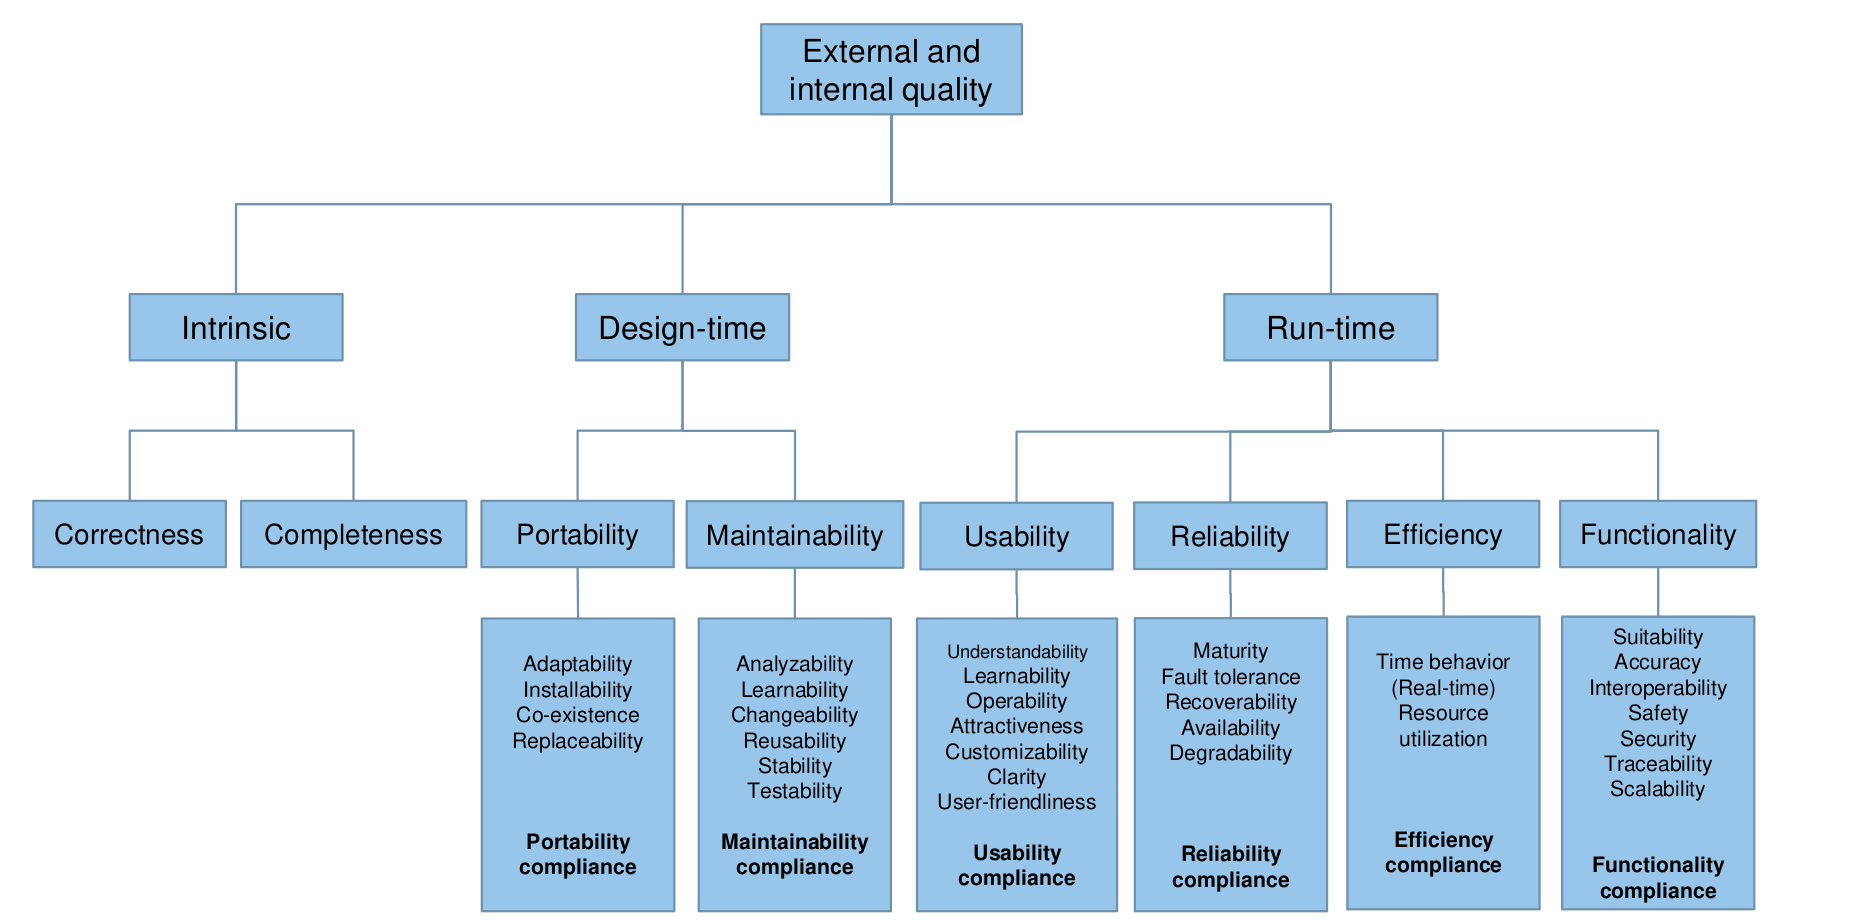 External and
internal quality
Intrinsic
Design-time
Run-time
Correctness
Completeness
Portability
Maintainability
Usability
Reliability
Efficiency
Functionality
Adaptability
Installability
Co-existence
Replaceability
Portability
compliance
Analyzability
Learnability
Changeability
Reusability
Stability
Testability
Maintainability
compliance
Understandability
Learnability
Operability
Attractiveness
Customizability
Clarity
User-friendliness
Usability
compliance
Maturity
Fault tolerance
Recoverability
Availability
Degradability
Reliability
compliance
Time behavior
(Real-time)
Resource
utilization
Efficiency
compliance
Suitability
Accuracy
Interoperability
Safety
Security
Traceability
Scalability
Functionality
compliance